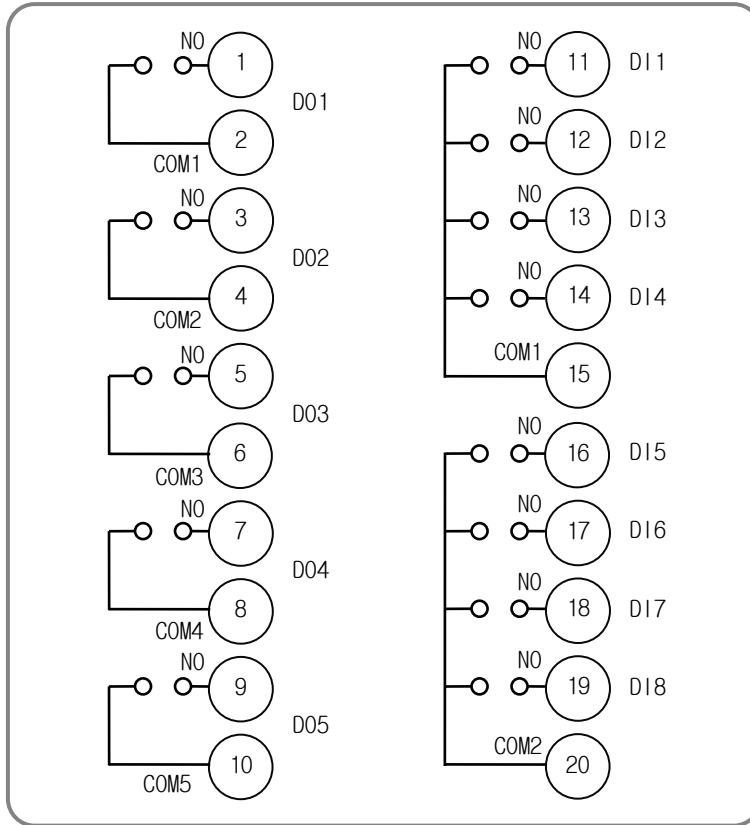 NO
1
DO1
2
COM1
NO
3
DO2
4
COM2
NO
5
DO3
6
COM3
NO
7
DO4
8
COM4
NO
9
DO5
10
COM5
NO
11
DI1
NO
12
DI2
NO
13
DI3
NO
14
DI4
COM1
15
NO
16
DI5
NO
17
DI6
NO
18
DI7
NO
19
DI8
COM2
20